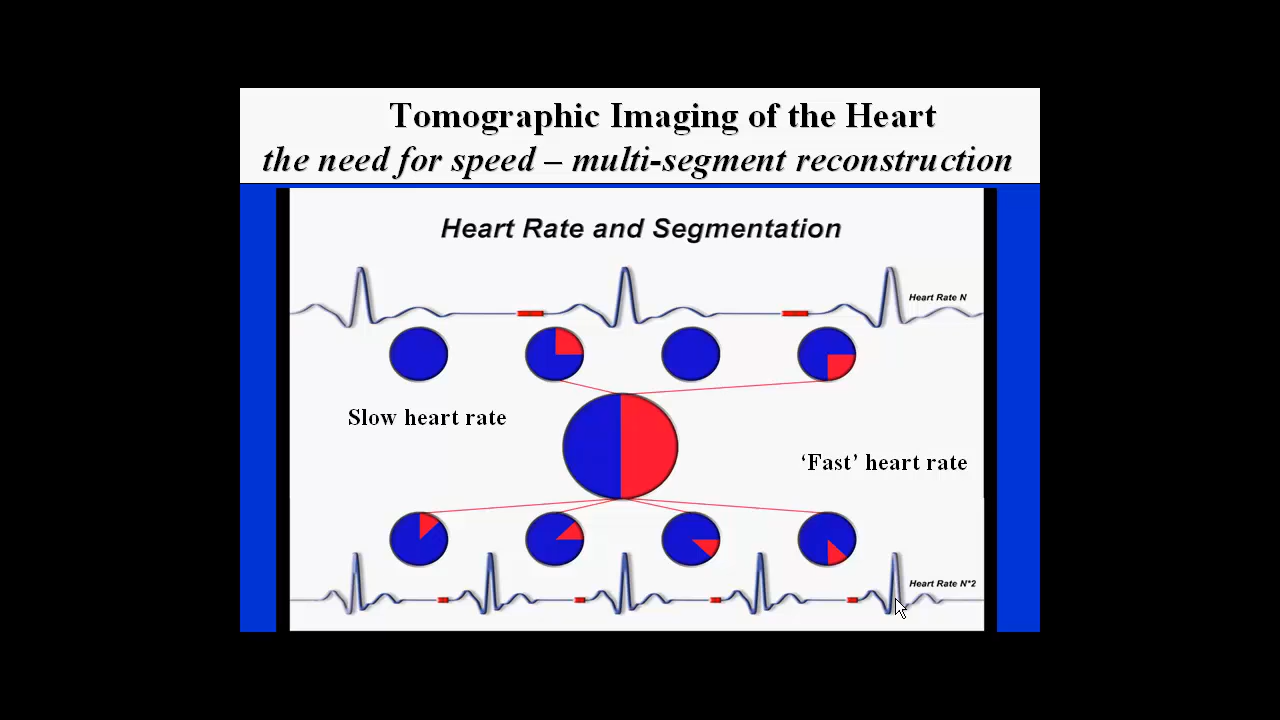 Tomographic Imaging of the Heart
the need for speed – multi-segment reconstruction
Heart Rate and Segmentation
Heart Rate N
Slow heart rate
‘Fast’ heart rate
Heart Rate N*2